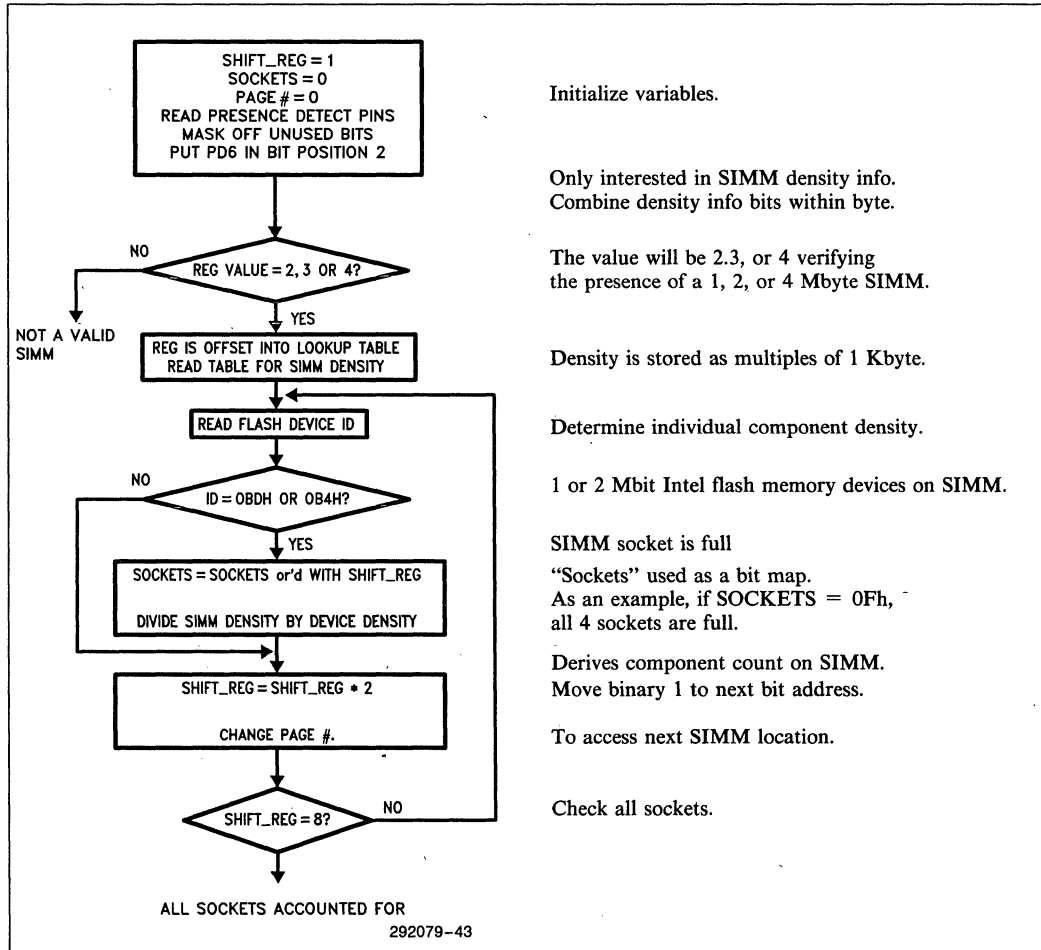 SHIFT_REG = 1
SOCKETS = 0
PAGE # = 0
READ PRESENCE DETECT PINS
MASK OFF UNUSED BITS
PUT PD6 IN BIT POSITION 2
Initialize variables.
Only interested in SIMM density info.
Combine density info bits within byte.
NO
REG VALUE = 2, 3 OR 4?
The value will be 2.3, or 4 verifying
the presence of a 1, 2, or 4 Mbyte SIMM.
YES
NOT A VALID
SIMM
REG IS OFFSET INTO LOOKUP TABLE
READ TABLE FOR SIMM DENSITY
Density is stored as multiples of 1 Kbyte.
READ FLASH DEVICE ID
Determine individual component density.
NO
ID = 0BDH OR 0B4H?
1 or 2 Mbit Intel flash memory devices on SIMM.
YES
SIMM socket is full
SOCKETS = SOCKETS or'd WITH SHIFT_REG
DIVIDE SIMM DENSITY BY DEVICE DENSITY
"Sockets" used as a bit map.
As an example, if SOCKETS = 0Fh,
all 4 sockets are full.
Derives component count on SIMM.
SHIFT_REG = SHIFT_REG * 2
Move binary 1 to next bit address.
CHANGE PAGE #.
To access next SIMM location.
SHIFT_REG = 8?
NO
Check all sockets.
ALL SOCKETS ACCOUNTED FOR
292079-43